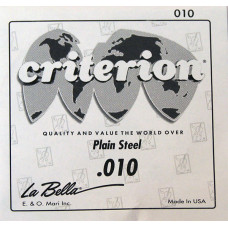 010
criterion®
QUALITY AND VALUE THE WORLD OVER
Plain Steel
.010
La Bella®
E. & O. Mari Inc.
Made In USA